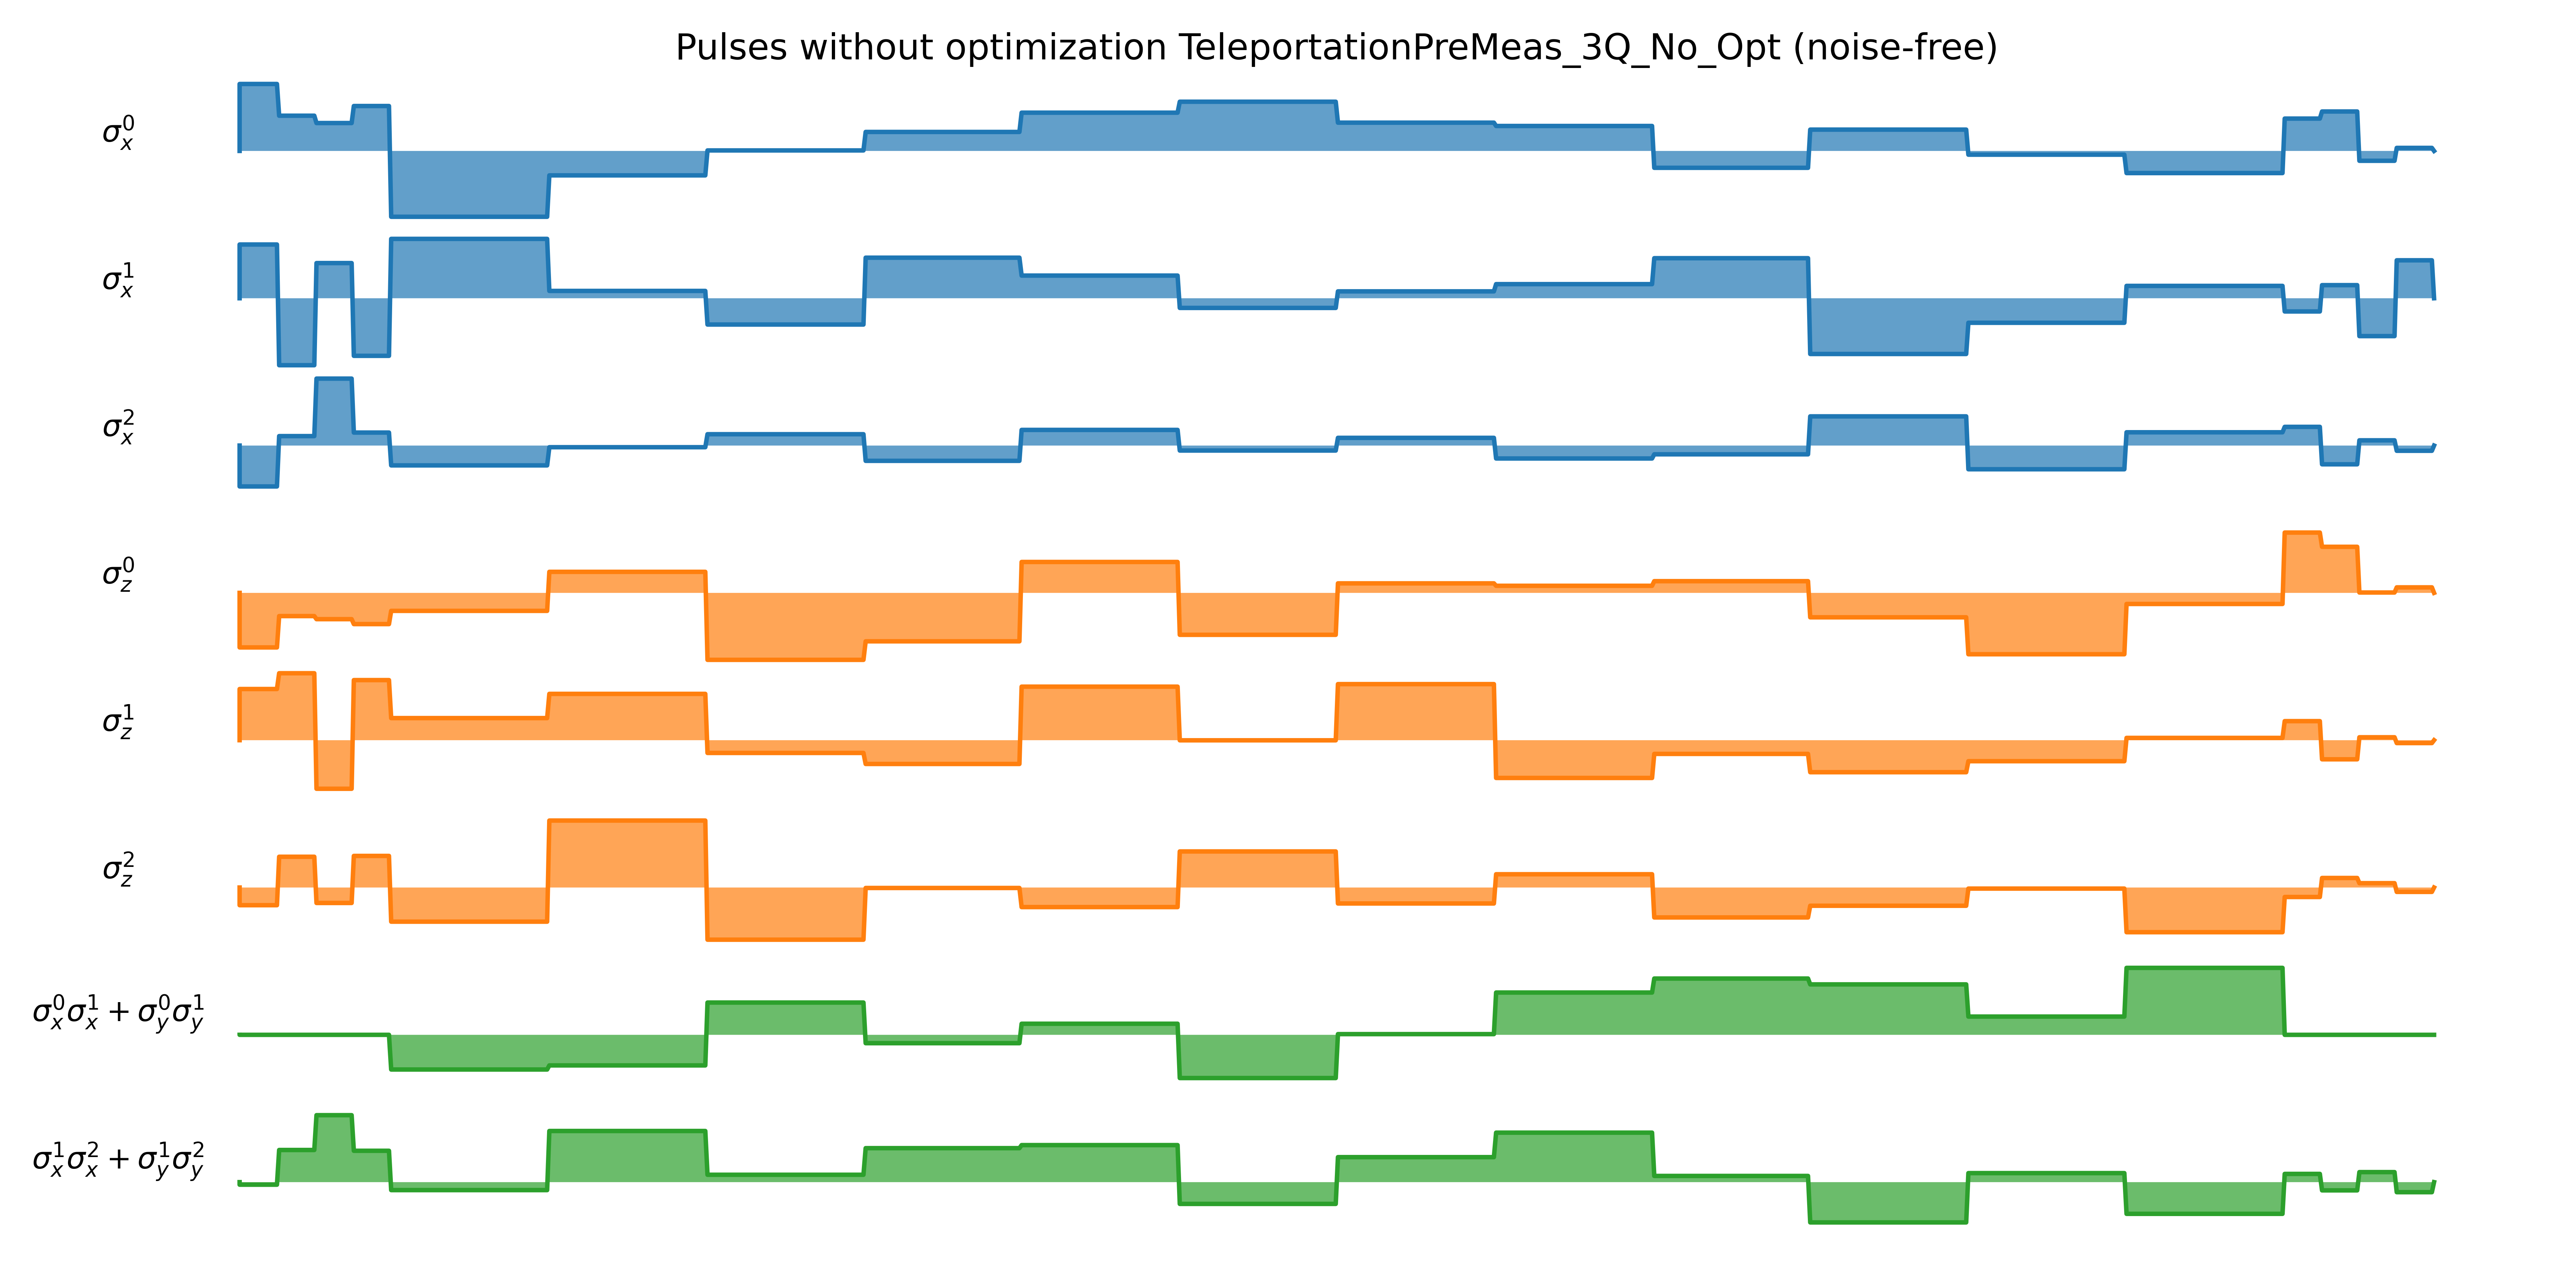 Pulses without optimization TeleportationPreMeas_3Q_No_Opt (noise-free)
σ_x^0
σ_x^1
σ_x^2
σ_z^0
σ_z^1
σ_z^2
σ_x^0σ_x^1 + σ_y^0σ_y^1
σ_x^1σ_x^2 + σ_y^1σ_y^2